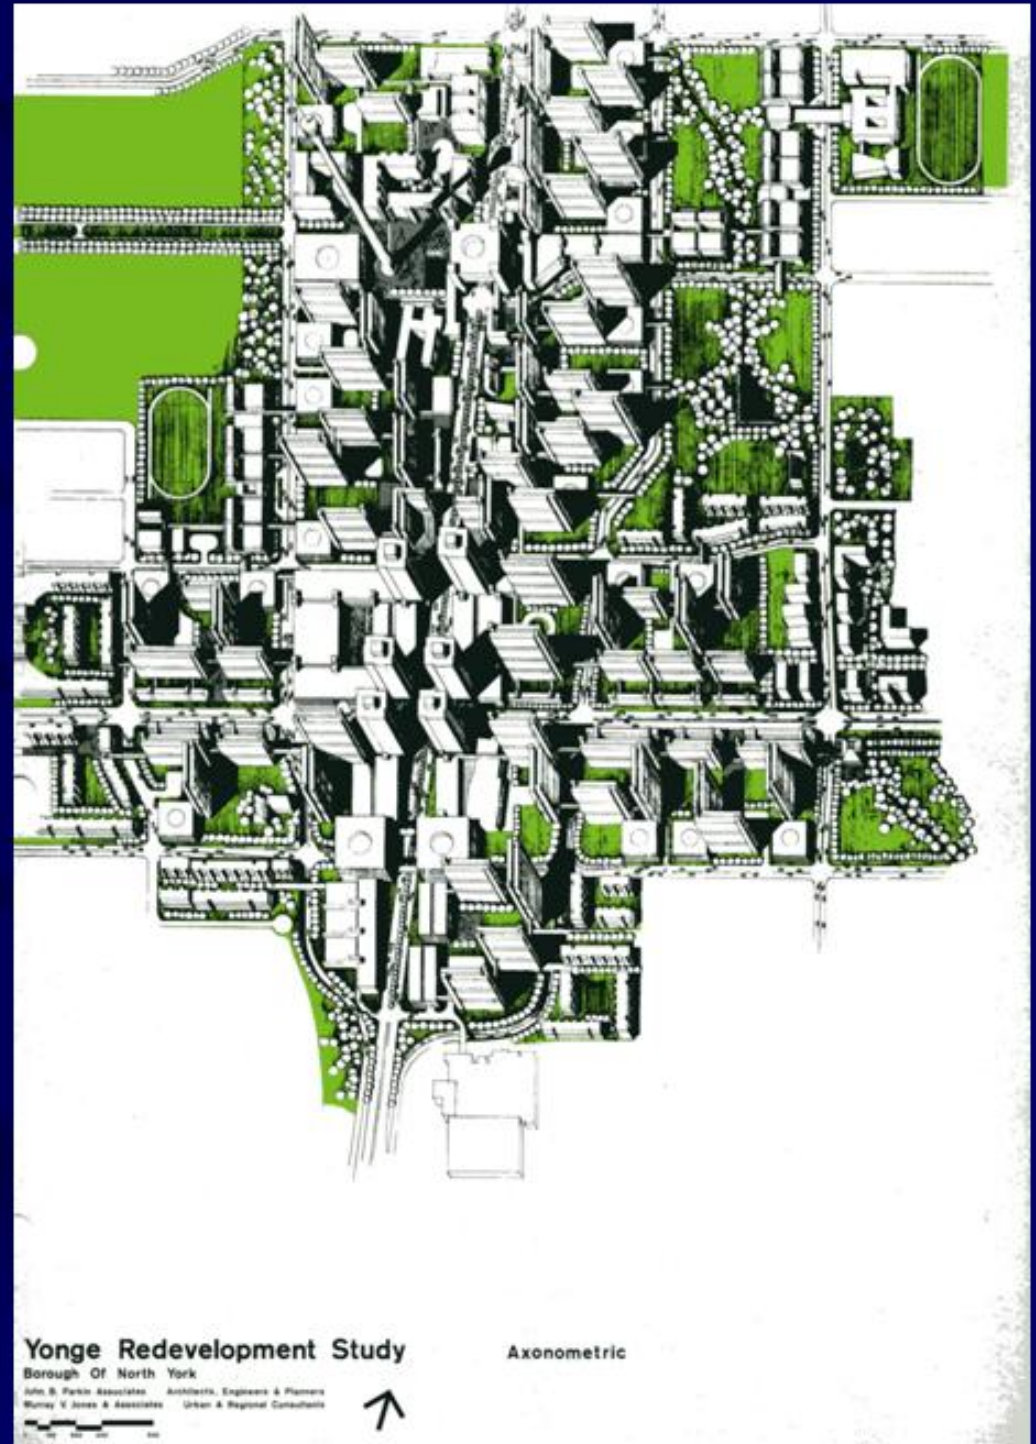 Yonge Redevelopment Study
Axonometric
Borough Of North York
John B. Parkin Associates Architects, Engineers & Planners
Murray V. Jones & Associates Urban & Regional Consultants